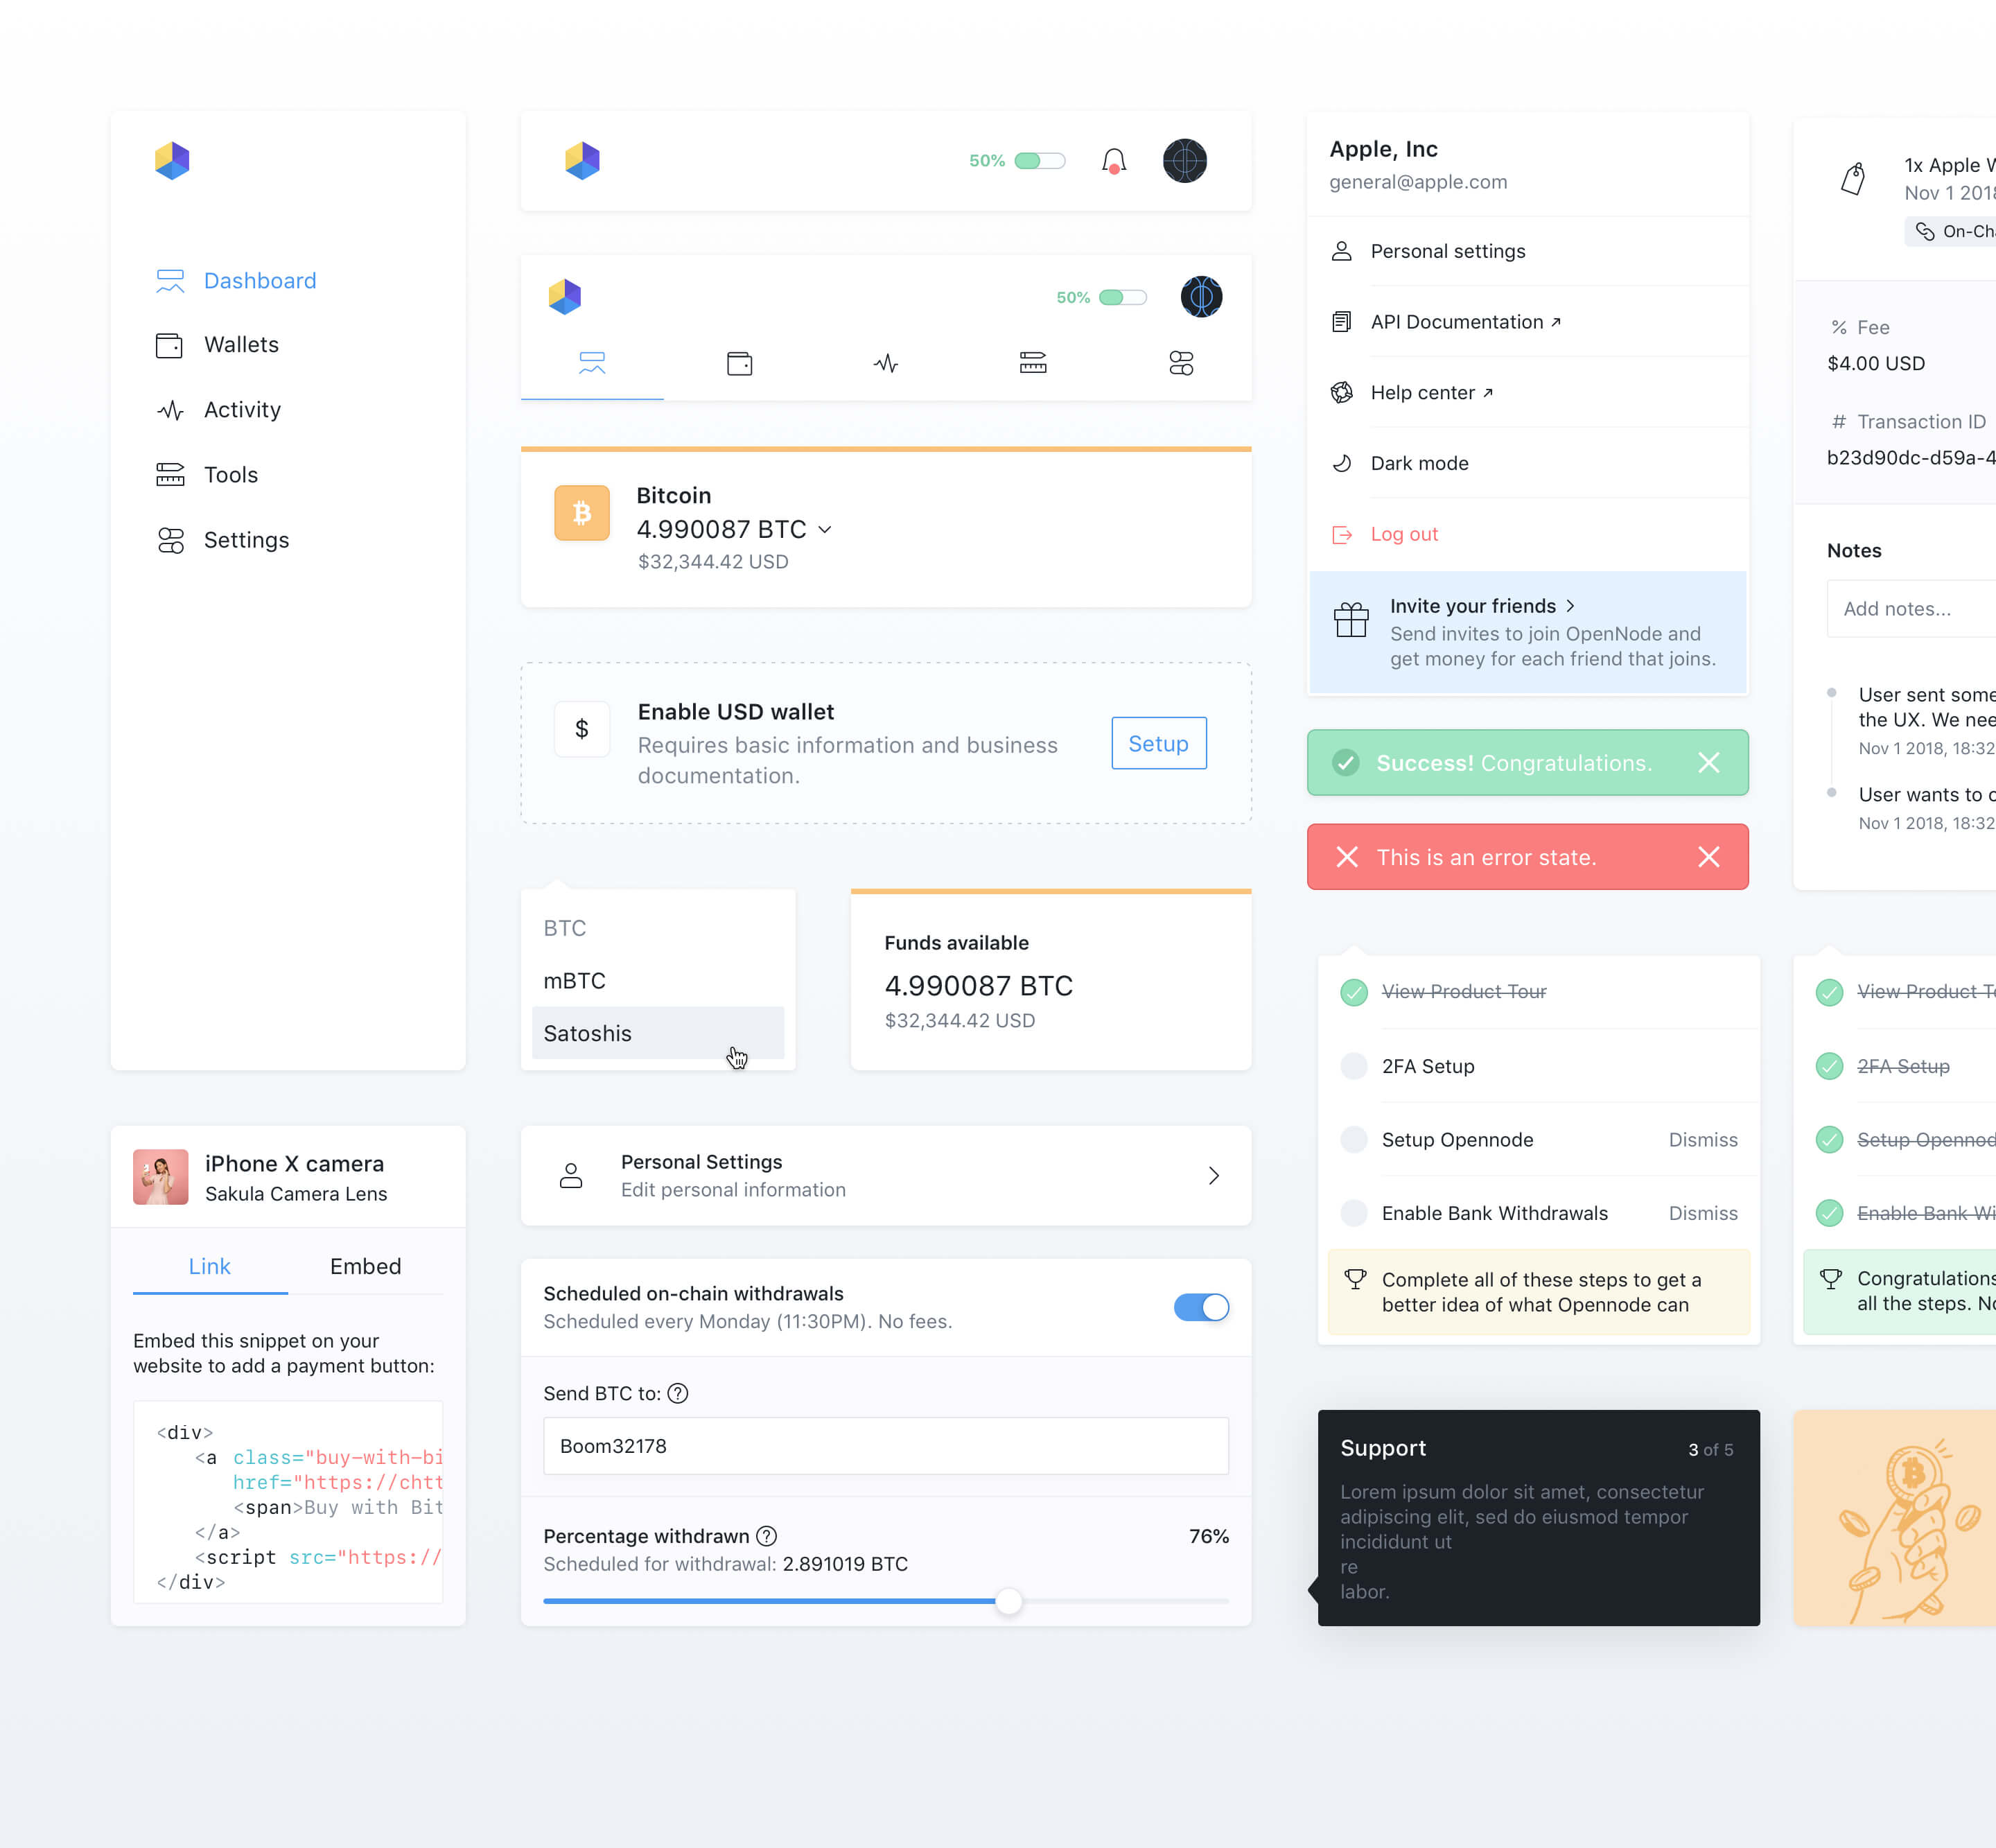 Dashboard
Wallets
Activity
Tools
Settings
50%
50%
Bitcoin
4.990087 BTC
$32,344.42 USD
Enable USD wallet
Requires basic information and business
documentation.
Setup
$
BTC
mBTC
Satoshis
Funds available
4.990087 BTC
$32,344.42 USD
iPhone X camera
Sakula Camera Lens
Link
Embed
Embed this snippet on your
website to add a payment button:
<div>
<a class="buy-with-bi
href="https://chtt
<span>Buy with Bit
</a>
<script src="https://
</div>
Personal Settings
Edit personal information
Scheduled on-chain withdrawals
Scheduled every Monday (11:30PM). No fees.
Send BTC to: ?
Boom32178
Percentage withdrawn ?
76%
Scheduled for withdrawal: 2.891019 BTC
Apple, Inc
general@apple.com
Personal settings
API Documentation ↗
Help center ↗
Dark mode
Log out
Invite your friends >
Send invites to join OpenNode and
get money for each friend that joins.
Success! Congratulations.
This is an error state.
View Product Tour
2FA Setup
Setup Opennode
Dismiss
Enable Bank Withdrawals
Dismiss
Complete all of these steps to get a
better idea of what Opennode can
Support
3 of 5
Lorem ipsum dolor sit amet, consectetur
adipiscing elit, sed do eiusmod tempor
incididunt ut
re
labor.
1x Apple
Nov 1 2018
On-Cha
% Fee
$4.00 USD
# Transaction ID
b23d90dc-d59a-4
Notes
Add notes...
User sent some
the UX. We nee
Nov 1 2018, 18:32
User wants to
Nov 1 2018, 18:32
View Product To
2FA Setup
Setup Opennod
Enable Bank Wi
Congratulations
all the steps. No